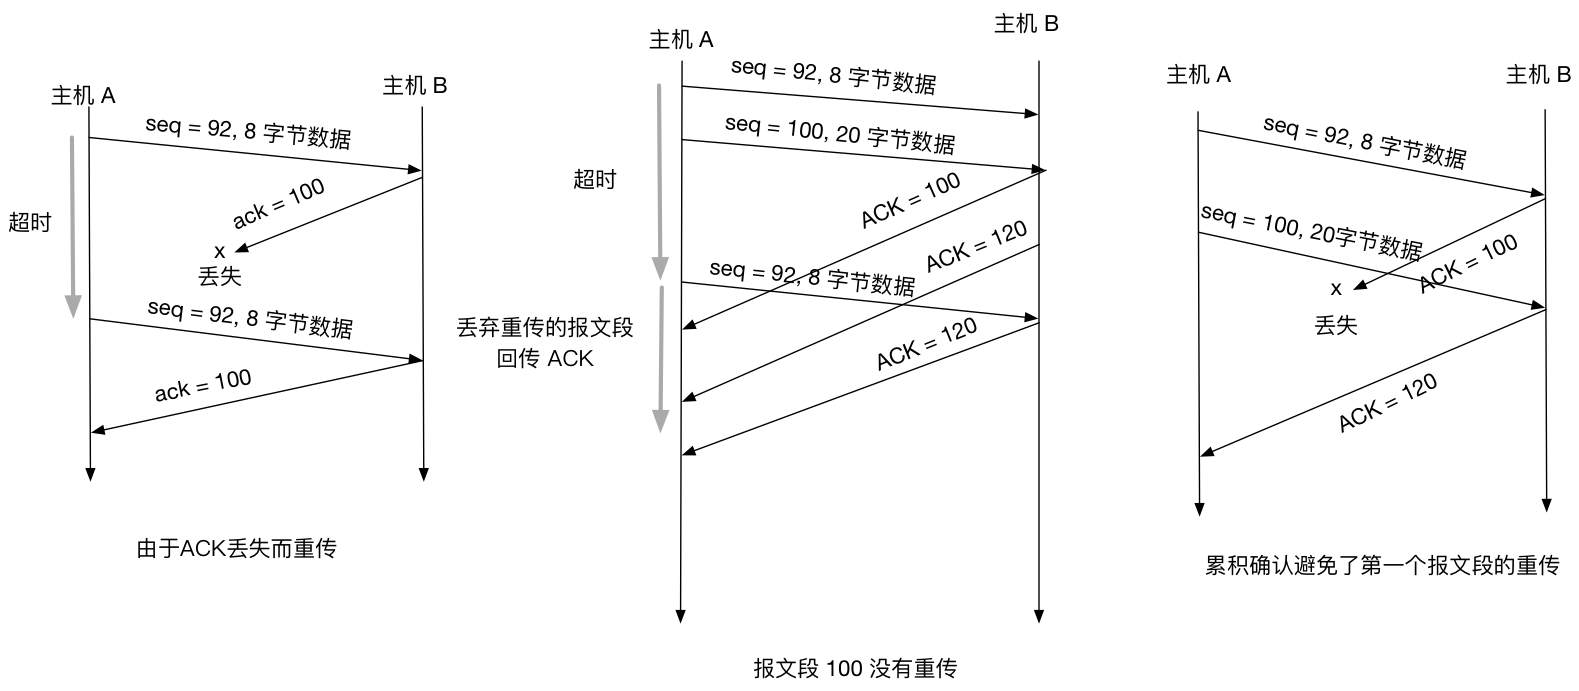 主机 A
主机 B
seq = 92, 8 字节数据
ack = 100
超时
x
丢失
seq = 92, 8 字节数据
ack = 100
由于ACK丢失而重传
主机 A
主机 B
seq = 92, 8 字节数据
seq = 100, 20 字节数据
超时
ACK = 100
ACK = 120
seq = 92, 8 字节数据
丢弃重传的报文段
回传 ACK
ACK = 120
报文段 100 没有重传
主机 A
主机 B
seq = 92, 8 字节数据
seq = 100, 20字节数据
ACK = 100
x
丢失
ACK = 120
累积确认避免了第一个报文段的重传